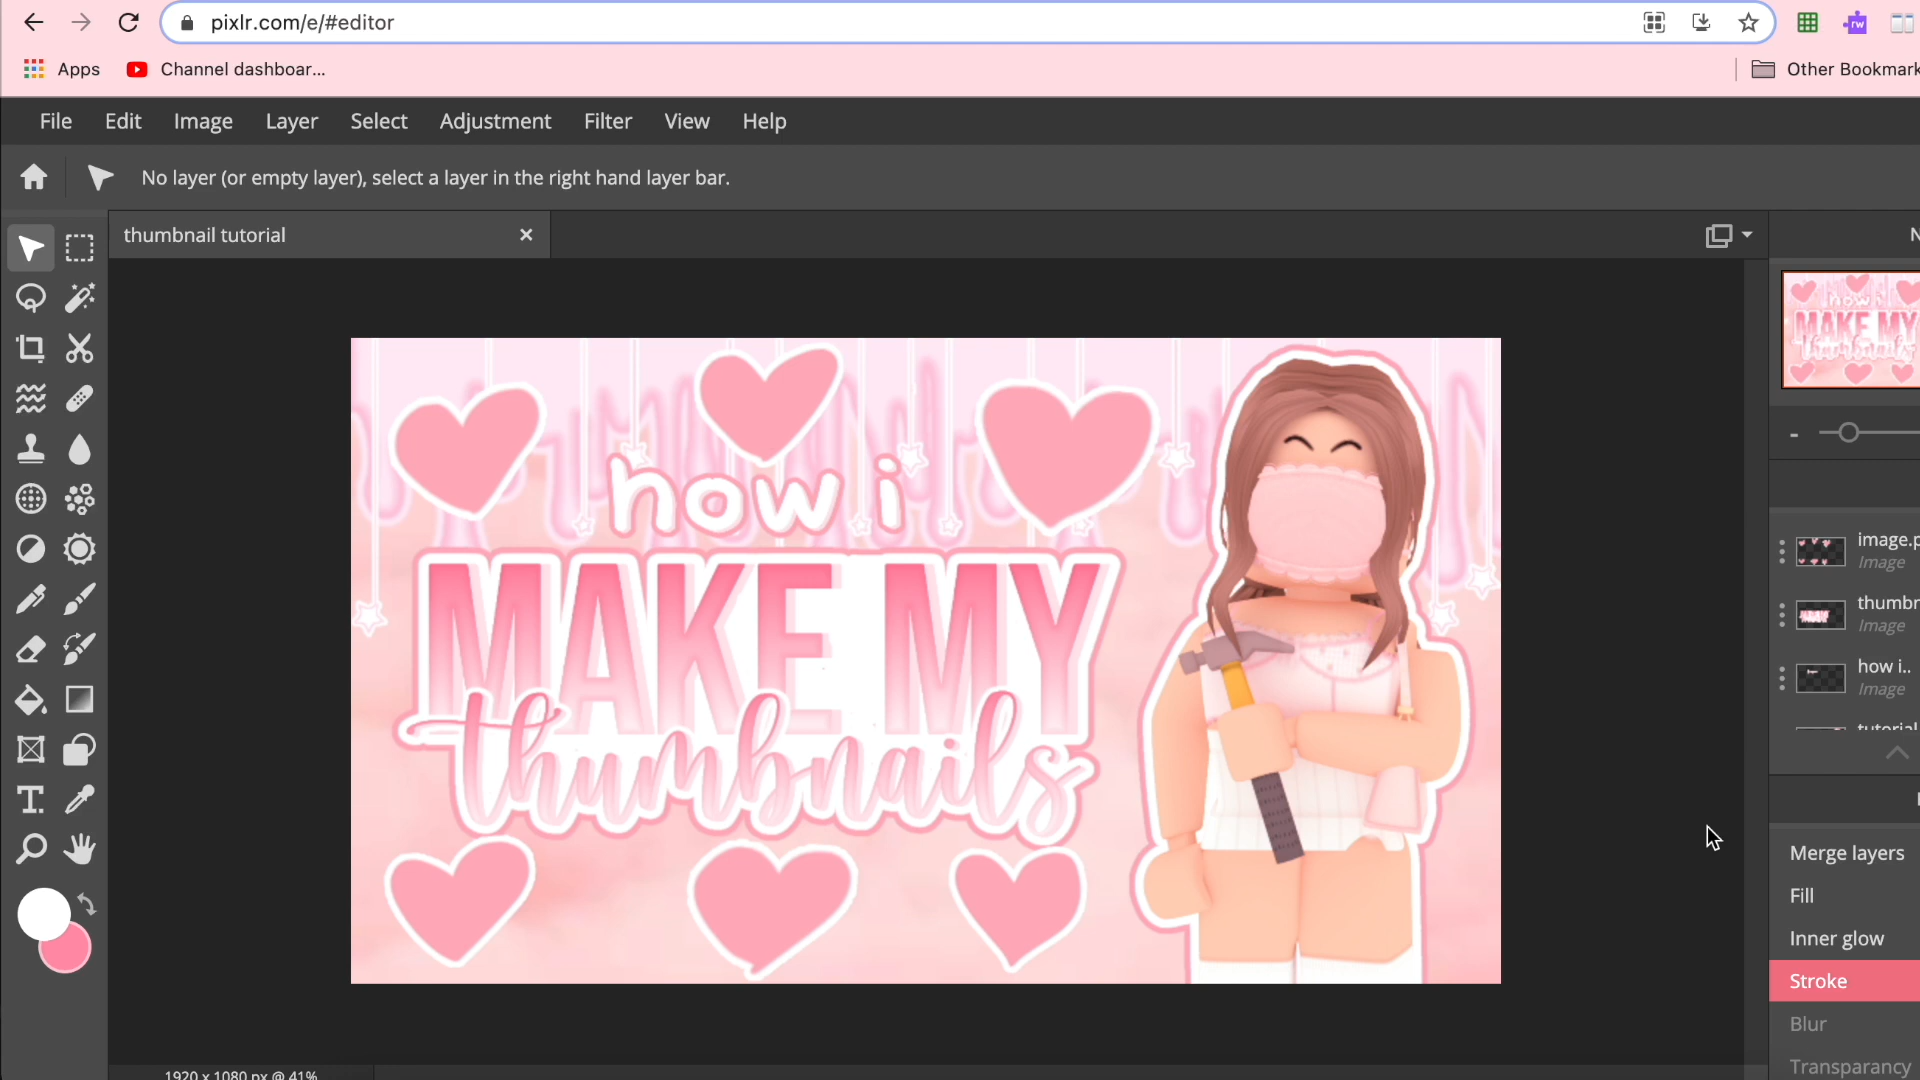 pixlr.com/e/#editor
rw
Apps
Channel dashboar...
Other Bookmark
File Edit Image Layer Select Adjustment Filter View Help
No layer (or empty layer), select a layer in the right hand layer bar.
thumbnail tutorial
how i
MAKE MY
thumbnails
image.p
Image
thumbn
Image
how i..
Image
tutorial
Merge layers
Fill
Inner glow
Stroke
Blur
Transparancy
1920 x 1080 px @ 41%